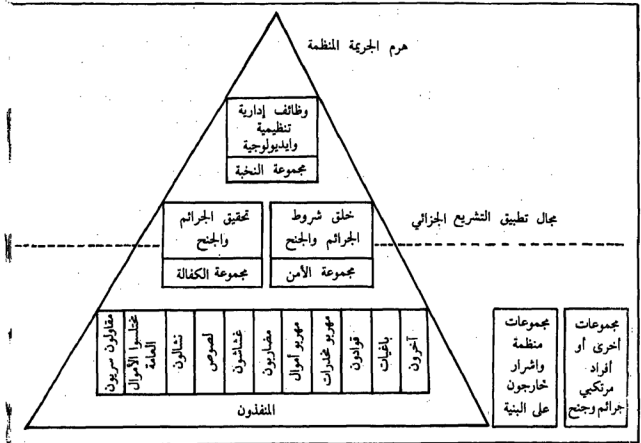 هرم الجريمة المنظمة
وظائف إدارية
تنظيمية
وايديولوجية
مجموعة النخبة
خلق شروط
الجرائم والجنح
مجموعة الأمن
تحقيق الجرائم
والجنح
مجموعة الكفالة
مجال تطبيق التشريع الجزائي
آخرون
باغيات
قوادون
مهربو مخدرات
مهربو أموال
مضاربون
غشاشون
لصوص
نشالون
مختلسوا الأموال
العامة
مقاولون سريون
المنفذون
مجموعات
منظمة
واشرار
خارجون
على البنية
مجموعات
أخرى أو
أفراد
مرتكبي
جرائم وجنح